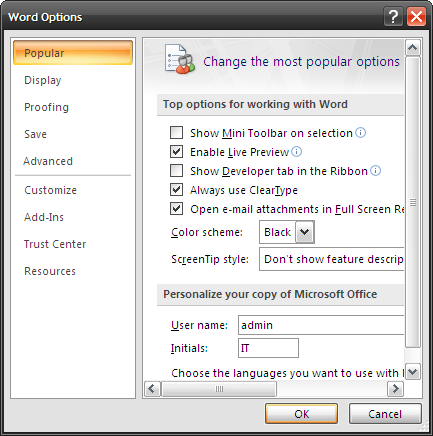 Word Options
Popular
Display
Proofing
Save
Advanced
Customize
Add-Ins
Trust Center
Resources
Change the most popular options
Top options for working with Word
Show Mini Toolbar on selection
Enable Live Preview
Show Developer tab in the Ribbon
Always use ClearType
Open e-mail attachments in Full Screen Re
Color scheme: Black
ScreenTip style: Don't show feature descrip
Personalize your copy of Microsoft Office
User name: admin
Initials: IT
Choose the languages you want to use with
OK Cancel